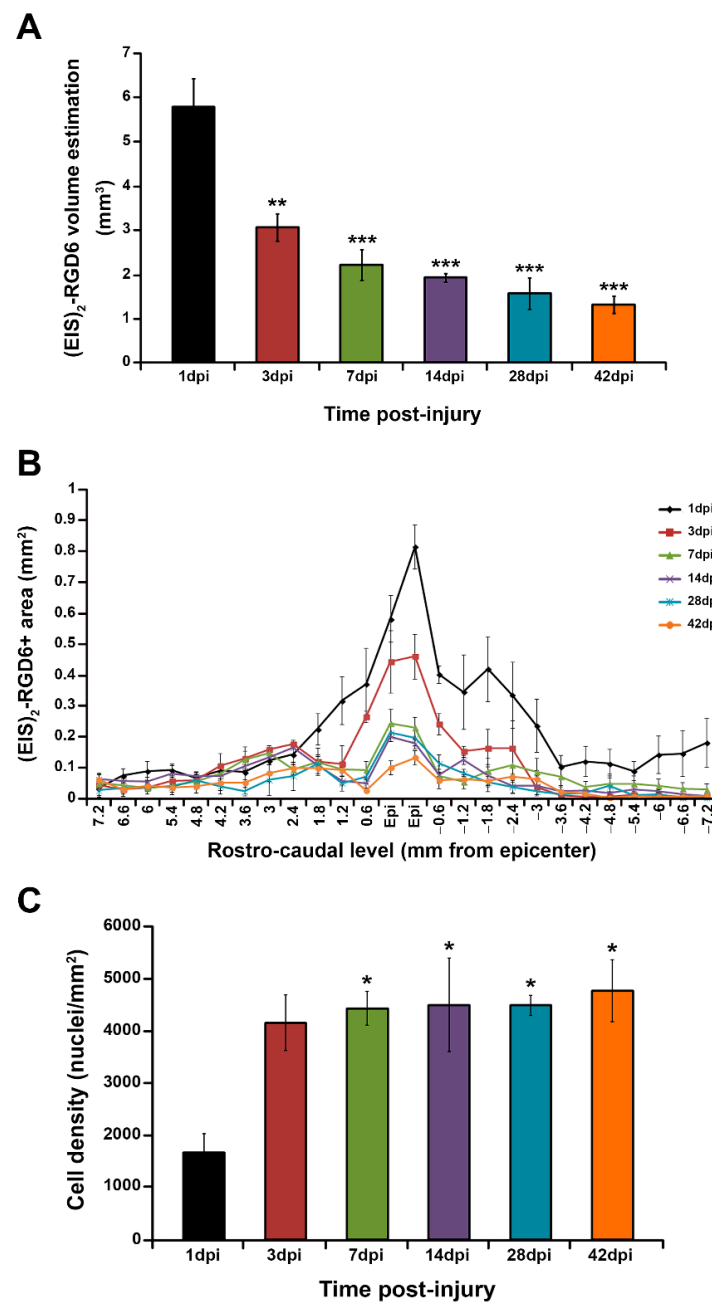 A
(EIS)2-RGD6 volume estimation
(mm3)
7
6
5
4
3
2
1
0
**
***
***
***
***
1dpi 3dpi 7dpi 14dpi 28dpi 42dpi
Time post-injury
B
(EIS)2-RGD6+ area (mm2)
1
0.9
0.8
0.7
0.6
0.5
0.4
0.3
0.2
0.1
0
1dpi
3dpi
7dpi
14dp
28dp
42dp
7.2 6.6 6 5.4 4.8 4.2 3.6 3 2.4 1.8 1.2 0.6 Epi Epi −0.6 −1.2 −1.8 −2.4 −3 −3.6 −4.2 −4.8 −5.4 −6 −6.6 −7.2
Rostro-caudal level (mm from epicenter)
C
Cell density (nuclei/mm2)
6000
5000
4000
3000
2000
1000
0
*
*
*
*
1dpi 3dpi 7dpi 14dpi 28dpi 42dpi
Time post-injury